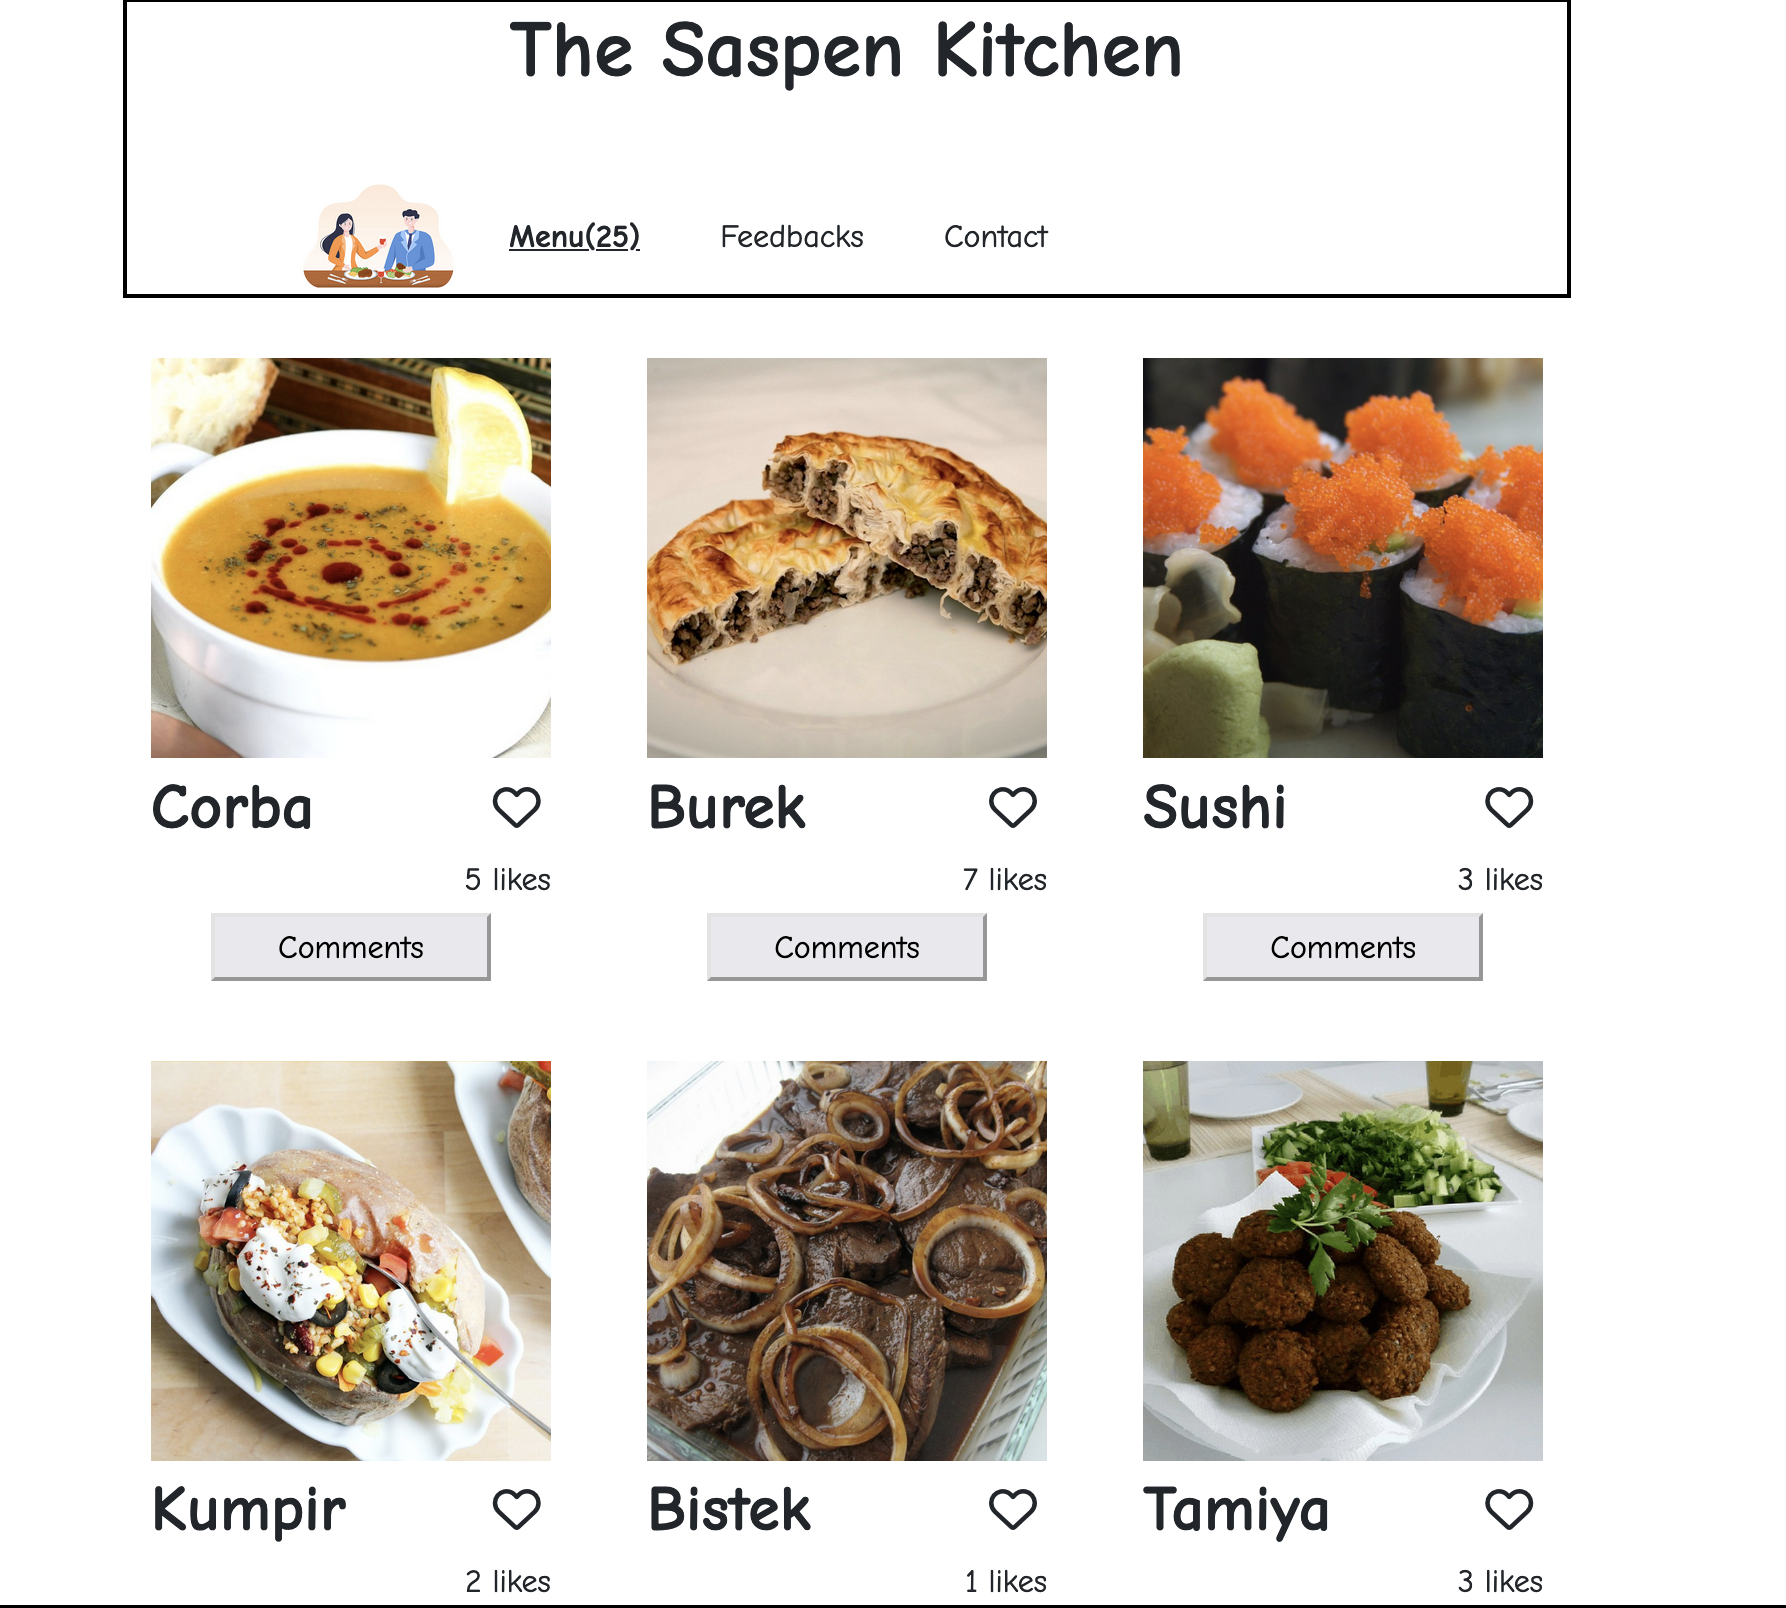 The Saspen Kitchen
Menu(25) Feedbacks Contact
Corba Burek Sushi
5 likes 7 likes 3 likes
Comments Comments Comments
Kumpir Bistek Tamiya
2 likes 1 likes 3 likes